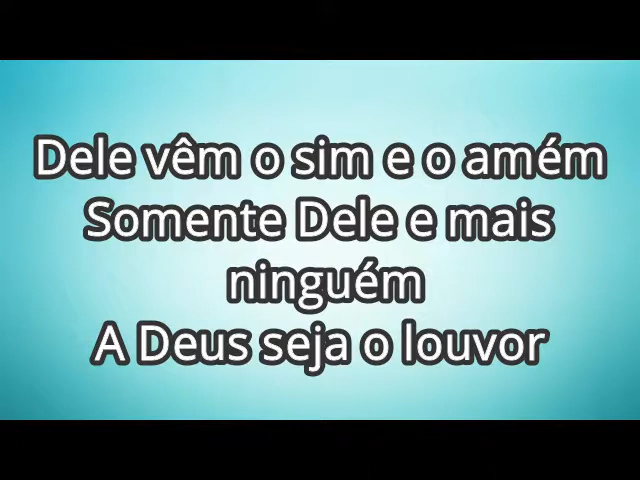 Dele vêm o sim e o amém
Somente Dele e mais
ninguém
A Deus seja o louvor